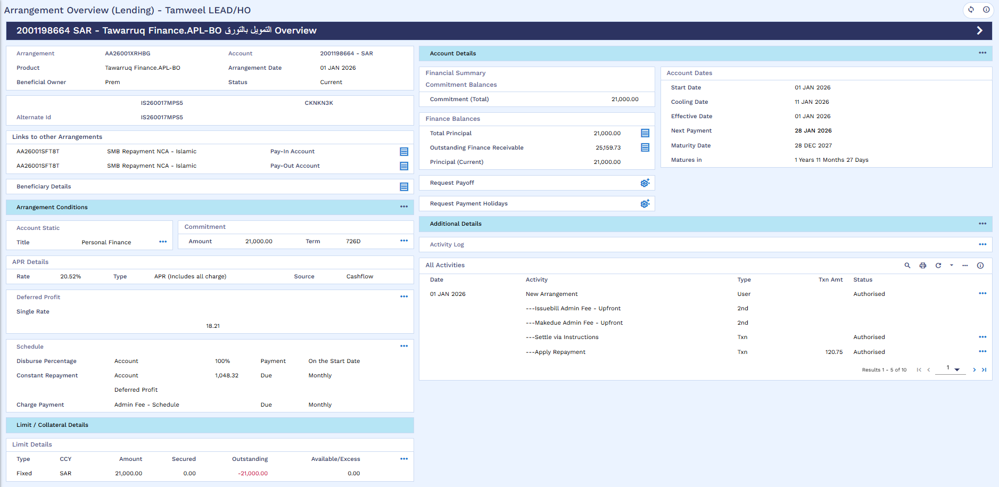 Arrangement Overview (Lending) - Tamweel LEAD/HO
2001198664 SAR - Tawarruq Finance.APL-BO التمويل بالتورق Overview
Arrangement AA26001XRHBG Account 2001198664 - SAR
Product Tawarruq Finance.APL-BO Arrangement Date 01 JAN 2026
Beneficial Owner Prem Status Current
IS260017MPS5 CKNKN3K
Alternate Id IS260017MPS5
Links to other Arrangements
AA26001SFT8T SMB Repayment NCA - Islamic Pay-In Account
AA26001SFT8T SMB Repayment NCA - Islamic Pay-Out Account
Beneficiary Details
Arrangement Conditions
Account Static
Title Personal Finance
Commitment
Amount 21,000.00 Term 726D
APR Details
Rate 20.52% Type APR (Includes all charge) Source Cashflow
Deferred Profit
Single Rate
18.21
Schedule
Disburse Percentage Account 100% Payment On the Start Date
Constant Repayment Account 1,048.32 Due Monthly
Deferred Profit
Charge Payment Admin Fee - Schedule Due Monthly
Limit / Collateral Details
Limit Details
Type CCY Amount Secured Outstanding Available/Excess
Fixed SAR 21,000.00 0.00 -21,000.00 0.00
Account Details
Financial Summary
Commitment Balances
Commitment (Total) 21,000.00
Finance Balances
Total Principal 21,000.00
Outstanding Finance Receivable 25,159.73
Principal (Current) 21,000.00
Request Payoff
Request Payment Holidays
Account Dates
Start Date 01 JAN 2026
Cooling Date 11 JAN 2026
Effective Date 01 JAN 2026
Next Payment 28 JAN 2026
Maturity Date 28 DEC 2027
Matures in 1 Years 11 Months 27 Days
Additional Details
Activity Log
All Activities
Date Activity Type Txn Amt Status
01 JAN 2026 New Arrangement User Authorised
---Issuebill Admin Fee - Upfront 2nd
---Makedue Admin Fee - Upfront 2nd
---Settle via Instructions Txn Authorised
---Apply Repayment Txn 120.75 Authorised
Results 1 - 5 of 10 1